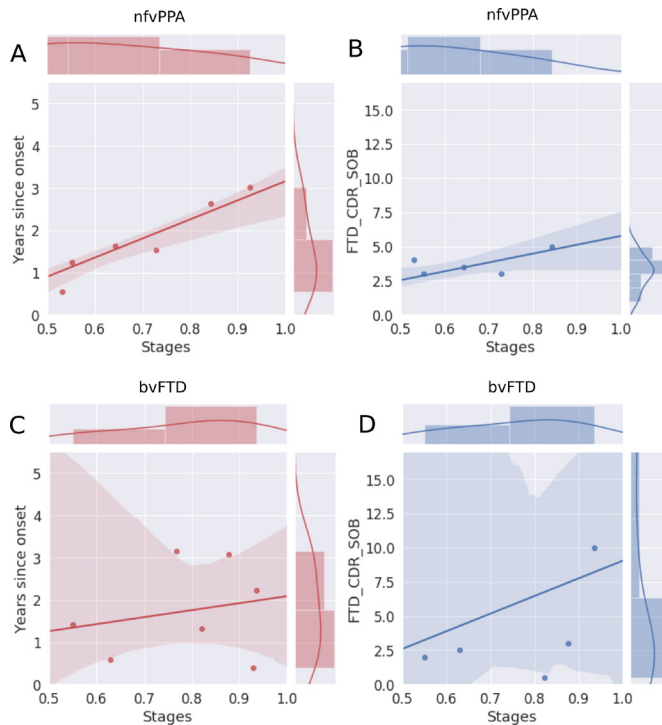 nfvPPA
nfvPPA
A
B
Years since onset
5
4
3
2
1
0
0.5 0.6 0.7 0.8 0.9 1.0
Stages
FTD_CDR_SOB
15.0
12.5
10.0
7.5
5.0
2.5
0.0
0.5 0.6 0.7 0.8 0.9 1.0
Stages
bvFTD
bvFTD
C
D
Years since onset
5
4
3
2
1
0
0.5 0.6 0.7 0.8 0.9 1.0
Stages
FTD_CDR_SOB
15.0
12.5
10.0
7.5
5.0
2.5
0.0
0.5 0.6 0.7 0.8 0.9 1.0
Stages